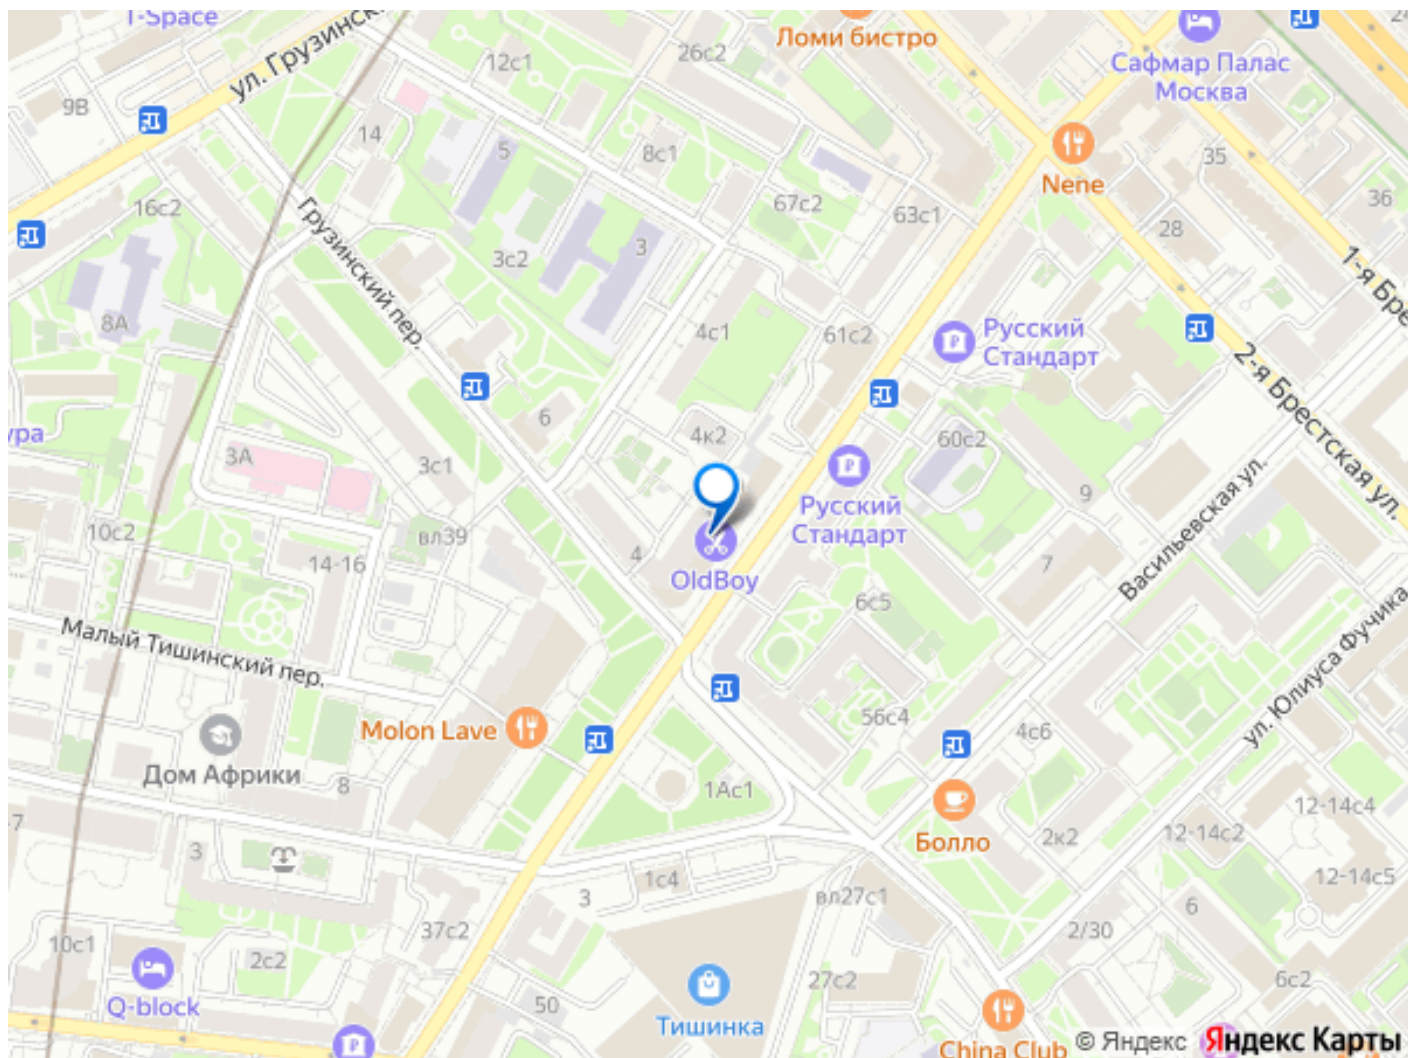 T-Space
ул. Грузинск
12с1
26с2
Ломи бистро
Сафмар Палас
Москва
24
9В
14
5
8с1
Nene
35
36
16с2
Грузинский пер.
3с2
3
67с2
63с1
28
1-я Бре
8А
4с1
61с2
Русский
Стандарт
2-я Брестская ул.
ура
6
4к2
60с2
3А
3с1
Русский
Стандарт
9
Васильевская ул.
10с2
вл39
14-16
4
OldBoy
7
6с5
ул. Юлиуса Фучика
Малый Тишинский пер.
Molon Lave
56с4
4с6
Дом Африки
8
1Ас1
12-14с4
-7
3
Болло
2к2
12-14с2
12-14с5
1с4
3
вл27с1
6
10с1
37с2
2/30
2с2
Q-block
50
27с2
6с2
Тишинка
China Club
© Яндекс
Яндекс Карты